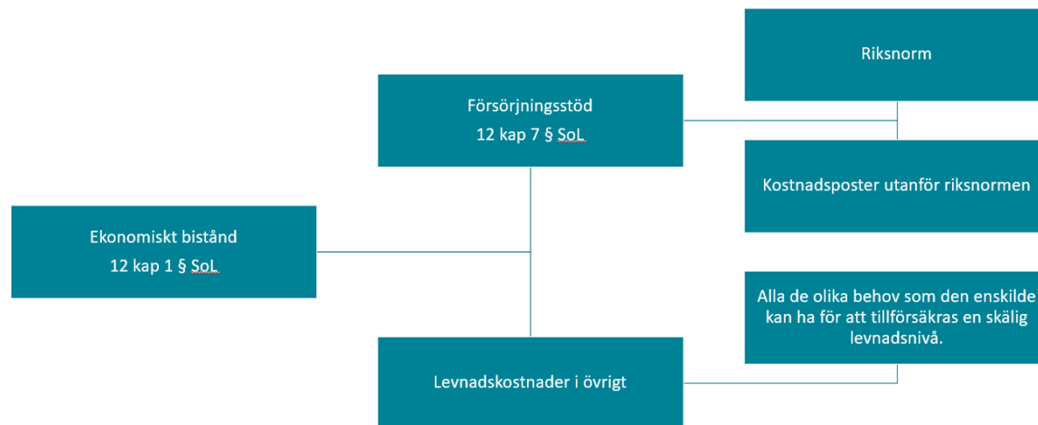 Riksnorm
Försörjningsstöd
12 kap 7 § SoL
Kostnadsposter utanför riksnormen
Ekonomiskt bistånd
12 kap 1 § SoL
Alla de olika behov som den enskilde
kan ha för att tillförsäkras en skälig
levnadsnivå.
Levnadskostnader i övrigt